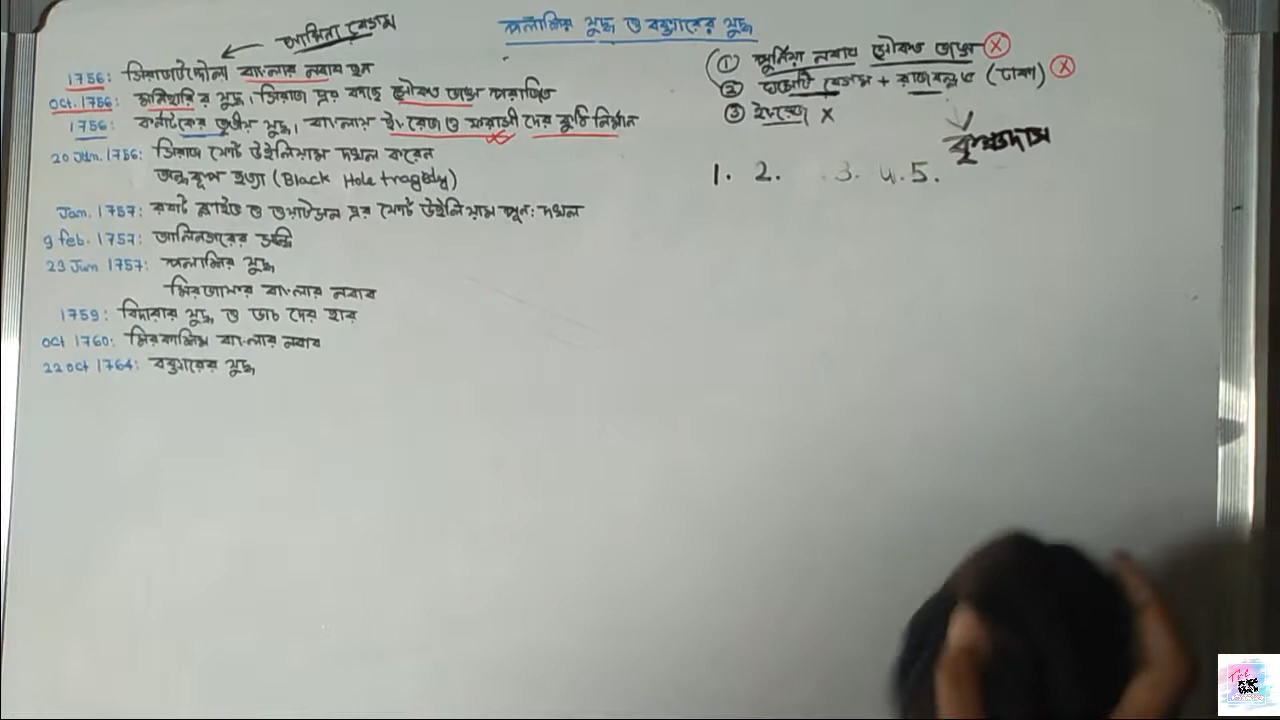 পলাশির যুদ্ধ ও বক্সারের যুদ্ধ
আমিনা বেগম
1756: সিরাজউদ্দৌলা বাংলার নবাব হন
Oct. 1756: মনিহারির যুদ্ধ। সিরাজ এর কাছে সৌকত জঙ্গ পরাজিত
1756: কর্নাটকের তৃতীয় যুদ্ধ। বাংলায় ইংরেজ ও ফরাসী দের দুর্গ নির্মান
20 Jun. 1756: সিরাজ ফোর্ট উইলিয়াম দখল করেন
অন্ধকূপ হত্যা (Black Hole tragedy)
Jan. 1757: রবার্ট ক্লাইভ ও ওয়াটসন এর ফোর্ট উইলিয়াম পুন: দখল
9 feb. 1757: আলিনগরের সন্ধি
23 Jun 1757: পলাশির যুদ্ধ
মিরজাফর বাংলার নবাব
1759: বিদারার যুদ্ধ ও ডাচ দের হার
Oct 1760: মিরকাশিম বাংলার নবাব
22 Oct 1764: বক্সারের যুদ্ধ
① পূর্নিয়া নবাব সৌকত জঙ্গ X
② ঘসেটি বেগম + রাজবল্লভ (ঢাকা) X
③ ইংরেজ X
কৃষ্ণদাস
1. 2. 3. 4. 5.